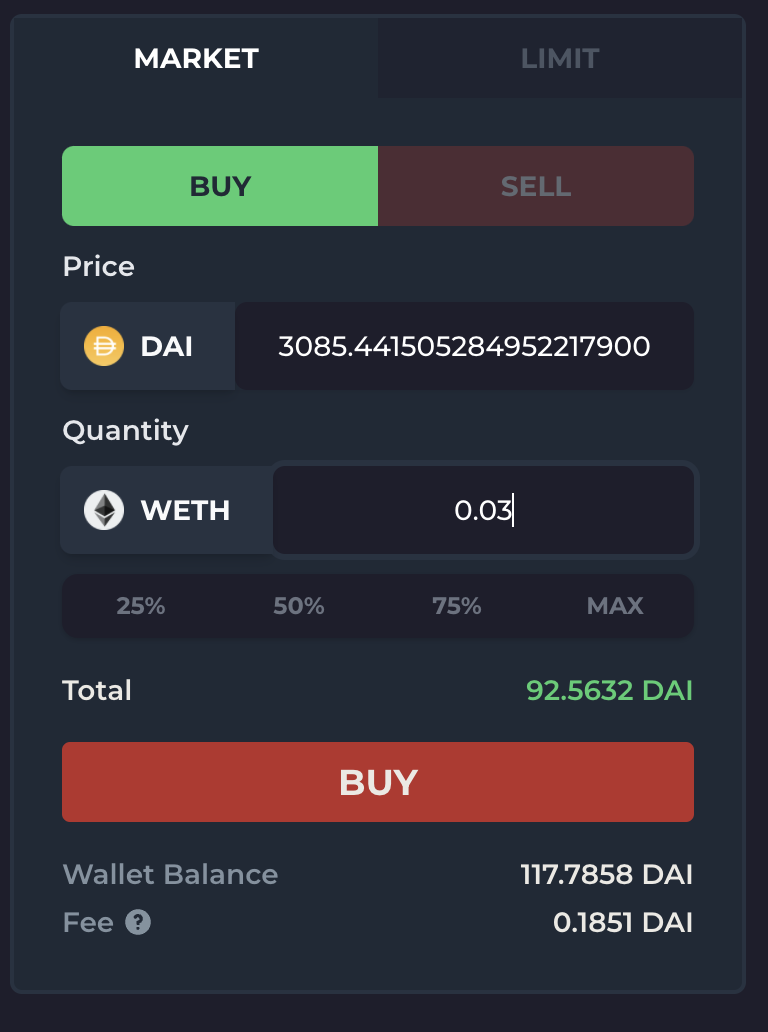 MARKET LIMIT
BUY SELL
Price
DAI 3085.441505284952217900
Quantity
WETH 0.03
25% 50% 75% MAX
Total 92.5632 DAI
BUY
Wallet Balance 117.7858 DAI
Fee ? 0.1851 DAI